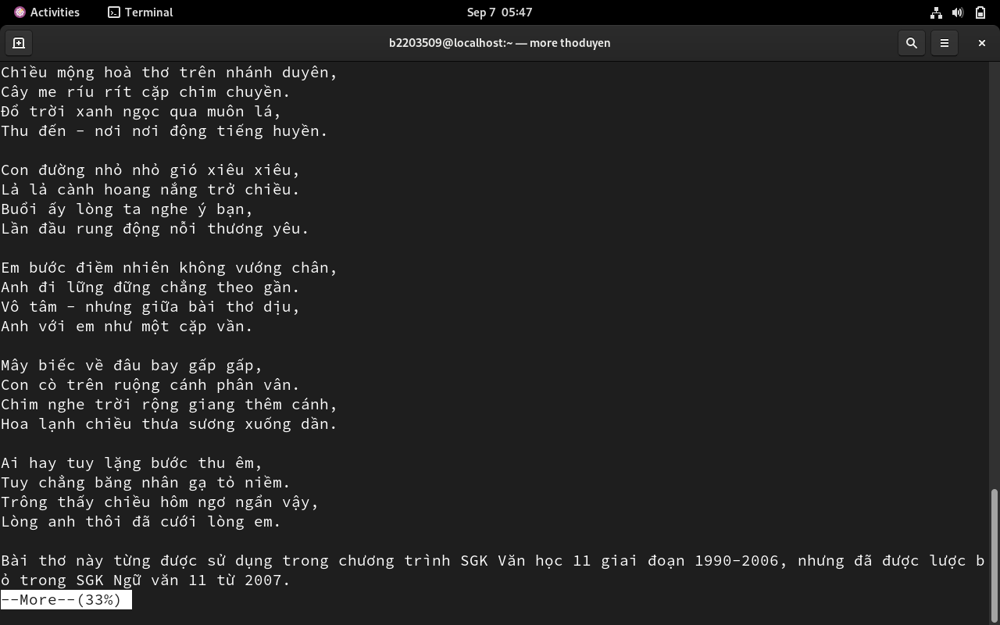 Activities Terminal Sep 7 05:47
b2203509@localhost:~ — more thoduyen
Chiều mộng hoà thơ trên nhánh duyên,
Cây me ríu rít cặp chim chuyền.
Đổ trời xanh ngọc qua muôn lá,
Thu đến - nơi nơi động tiếng huyền.
Con đường nhỏ nhỏ gió xiêu xiêu,
Lả lả cành hoang nắng trở chiều.
Buổi ấy lòng ta nghe ý bạn,
Lần đầu rung động nỗi thương yêu.
Em bước điềm nhiên không vướng chân,
Anh đi lững đững chẳng theo gần.
Vô tâm - nhưng giữa bài thơ dịu,
Anh với em như một cặp vần.
Mây biếc về đâu bay gấp gấp,
Con cò trên ruộng cánh phân vân.
Chim nghe trời rộng giang thêm cánh,
Hoa lạnh chiều thưa sương xuống dần.
Ai hay tuy lặng bước thu êm,
Tuy chẳng băng nhân gạ tỏ niềm.
Trông thấy chiều hôm ngơ ngẩn vậy,
Lòng anh thôi đã cưới lòng em.
Bài thơ này từng được sử dụng trong chương trình SGK Văn học 11 giai đoạn 1990-2006, nhưng đã được lược b
ỏ trong SGK Ngữ văn 11 từ 2007.
--More--(33%)